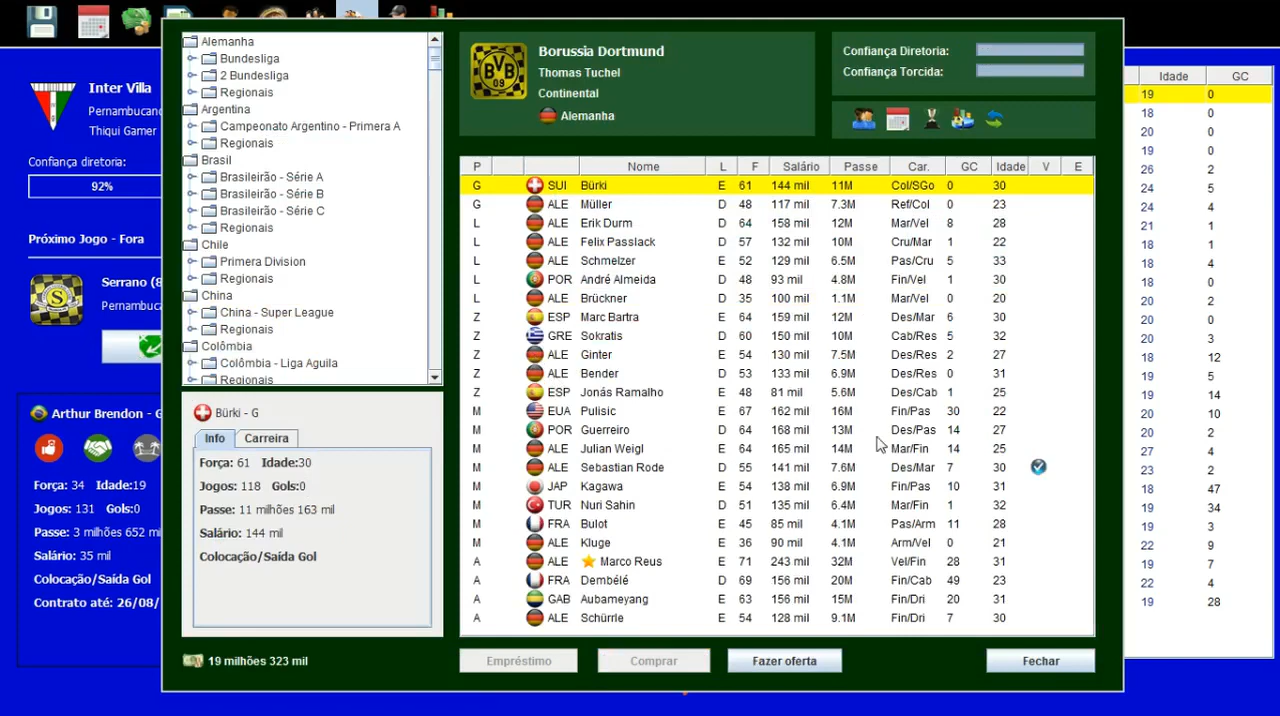 Inter Villa
Pernambucano
Thiqui Gamer
Confiança diretoria:
92%
Próximo Jogo - Fora
Serrano (8
Pernambuca
Arthur Brendon - G
Força: 34 Idade:19
Jogos: 131 Gols:0
Passe: 3 milhões 652 mi
Salário: 35 mil
Colocação/Saída Gol
Contrato até: 26/08/
Alemanha
Bundesliga
2 Bundesliga
Regionais
Argentina
Campeonato Argentino - Primera A
Regionais
Brasil
Brasileirão - Série A
Brasileirão - Série B
Brasileirão - Série C
Regionais
Chile
Primera Division
Regionais
China
China - Super League
Regionais
Colômbia
Colômbia - Liga Aguila
Regionais
Bürki - G
Info Carreira
Força: 61 Idade:30
Jogos: 118 Gols:0
Passe: 11 milhões 163 mil
Salário: 144 mil
Colocação/Saída Gol
19 milhões 323 mil
BVB
09
Borussia Dortmund
Thomas Tuchel
Continental
Alemanha
Confiança Diretoria:
Confiança Torcida:
P Nome L F Salário Passe Car. GC Idade V E
G SUI Bürki E 61 144 mil 11M Col/SGo 0 30
G ALE Müller D 48 117 mil 7.3M Ref/Col 0 23
L ALE Erik Durm D 64 158 mil 12M Mar/Vel 8 28
L ALE Felix Passlack D 57 132 mil 10M Cru/Mar 1 22
L ALE Schmelzer E 52 129 mil 6.5M Pas/Cru 5 33
L POR André Almeida D 48 93 mil 4.8M Fin/Vel 1 30
L ALE Brückner D 35 100 mil 1.1M Mar/Vel 0 20
Z ESP Marc Bartra E 64 159 mil 12M Des/Mar 6 30
Z GRE Sokratis D 60 150 mil 10M Cab/Res 5 32
Z ALE Ginter E 54 130 mil 7.5M Des/Res 2 27
Z ALE Bender D 53 133 mil 6.9M Des/Res 0 31
Z ESP Jonás Ramalho E 48 81 mil 5.6M Des/Cab 1 25
M EUA Pulisic E 67 162 mil 16M Fin/Pas 30 22
M POR Guerreiro D 64 168 mil 13M Des/Pas 14 27
M ALE Julian Weigl E 64 165 mil 14M Mar/Fin 14 25
M ALE Sebastian Rode D 55 141 mil 7.6M Des/Mar 7 30
M JAP Kagawa E 54 138 mil 6.9M Fin/Pas 10 31
M TUR Nuri Sahin D 51 135 mil 6.4M Mar/Fin 1 32
M FRA Bulot E 45 85 mil 4.1M Pas/Arm 11 28
M ALE Kluge E 36 90 mil 4.1M Arm/Vel 0 21
A ALE Marco Reus E 71 243 mil 32M Vel/Fin 28 31
A FRA Dembélé D 69 156 mil 20M Fin/Cab 49 23
A GAB Aubameyang E 63 156 mil 15M Fin/Dri 20 31
A ALE Schürrle E 54 128 mil 9.1M Fin/Dri 7 30
Empréstimo Comprar Fazer oferta Fechar
Idade GC
19 0
18 0
20 0
19 0
26 2
24 5
24 4
21 1
18 1
18 4
18 0
20 2
20 0
20 3
18 12
19 5
19 14
20 10
20 2
27 4
23 2
18 47
19 34
19 3
22 9
19 7
22 4
19 28